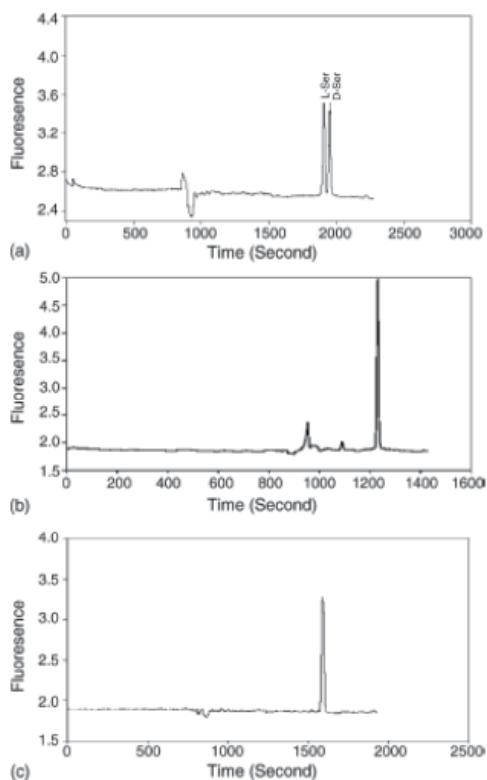 4.4
4.0
3.6
3.2
2.8
2.4
Fluoresence
L-Ser
D-Ser
0 500 1000 1500 2000 2500 3000
Time (Second)
(a)
5.0
4.5
4.0
3.5
3.0
2.5
2.0
1.5
Fluoresence
0 200 400 600 800 1000 1200 1400 1600
Time (Second)
(b)
4.0
3.5
3.0
2.5
2.0
1.5
Fluoresence
0 500 1000 1500 2000 2500
Time (Second)
(c)